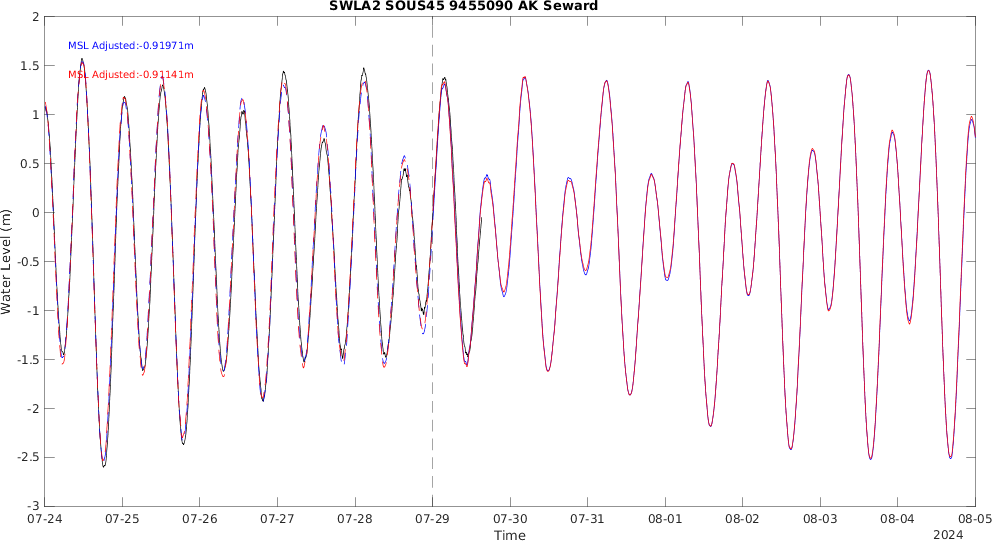 SWLA2 SOUS45 9455090 AK Seward
MSL Adjusted:-0.91971m
MSL Adjusted:-0.91141m
Water Level (m)
2
1.5
1
0.5
0
-0.5
-1
-1.5
-2
-2.5
-3
07-24 07-25 07-26 07-27 07-28 07-29 07-30 07-31 08-01 08-02 08-03 08-04 08-05
Time
2024